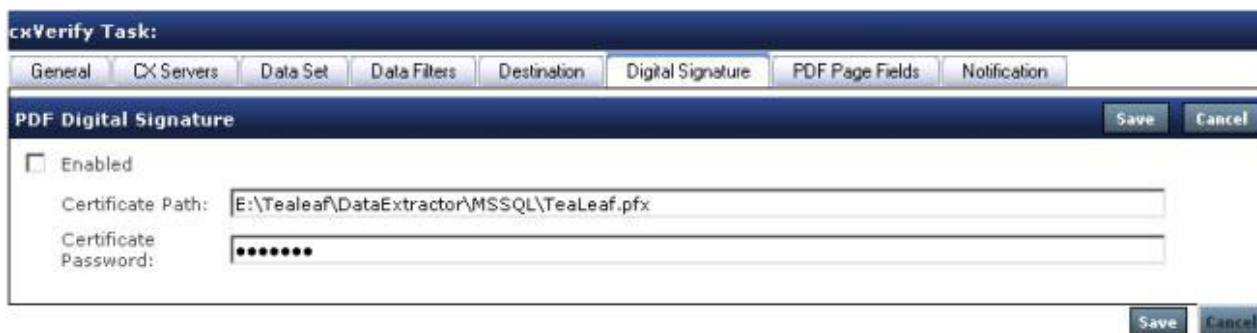 cxVerify Task:
General CX Servers Data Set Data Filters Destination Digital Signature PDF Page Fields Notification
PDF Digital Signature Save Cancel
Enabled
Certificate Path: E:\Tealeaf\DataExtractor\MSSQL\TeaLeaf.pfx
Certificate
Password: •••••••
Save Cancel